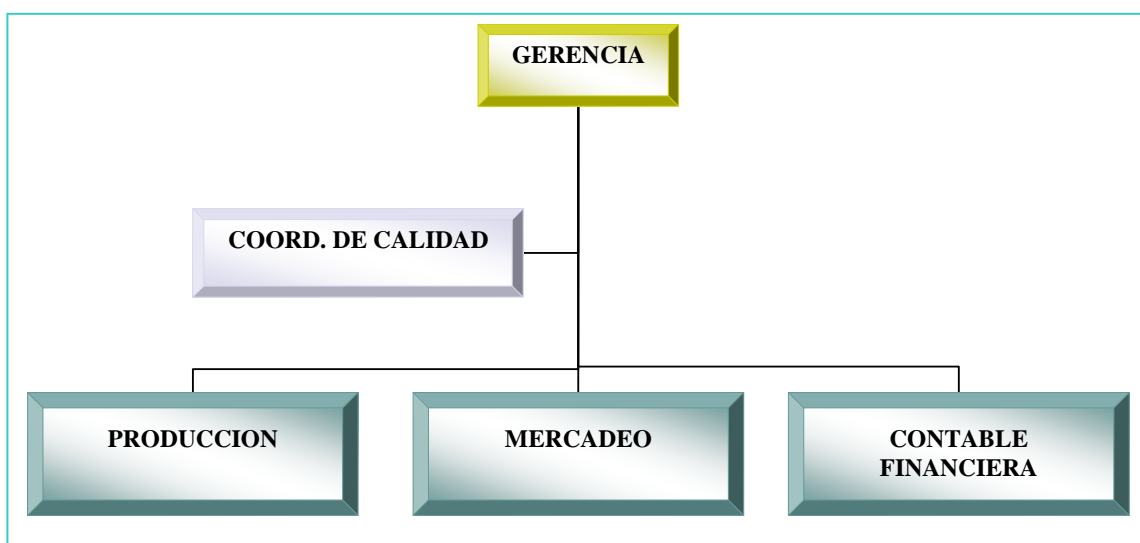 GERENCIA
COORD. DE CALIDAD
PRODUCCION
MERCADEO
CONTABLE
FINANCIERA